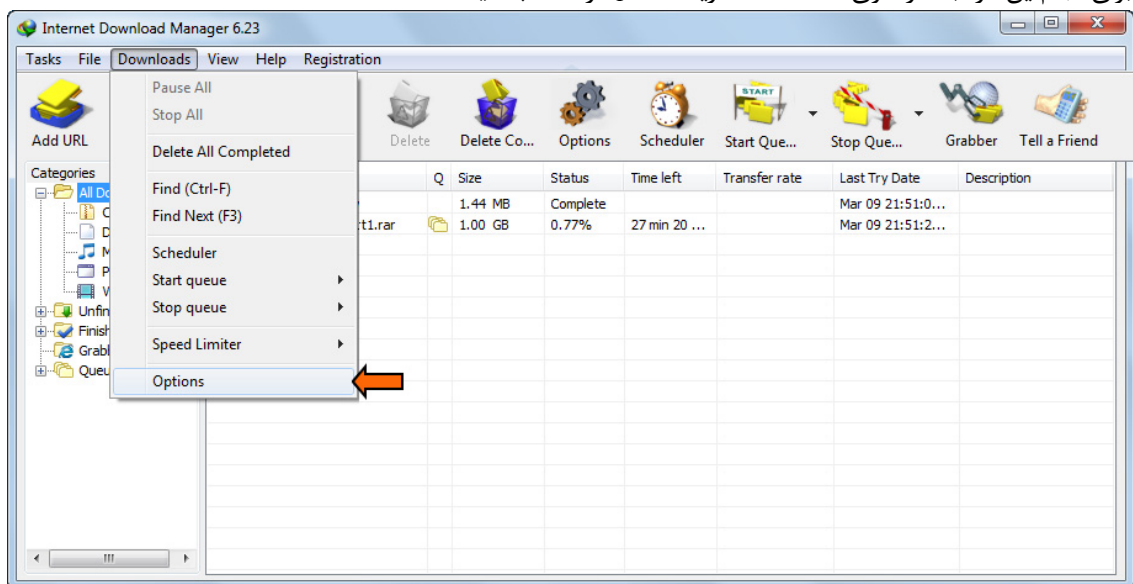 Internet Download Manager 6.23
Tasks File Downloads View Help Registration
Add URL Delete Delete Co... Options Scheduler Start Que... Stop Que... Grabber Tell a Friend
START
Pause All
Stop All
Delete All Completed
Find (Ctrl-F)
Find Next (F3)
Scheduler
Start queue
Stop queue
Speed Limiter
Options
Categories
All Do
Unfin
Finish
Grabl
Queu
Q Size Status Time left Transfer rate Last Try Date Description
1.44 MB Complete Mar 09 21:51:0...
t1.rar 1.00 GB 0.77% 27 min 20 ... Mar 09 21:51:2...